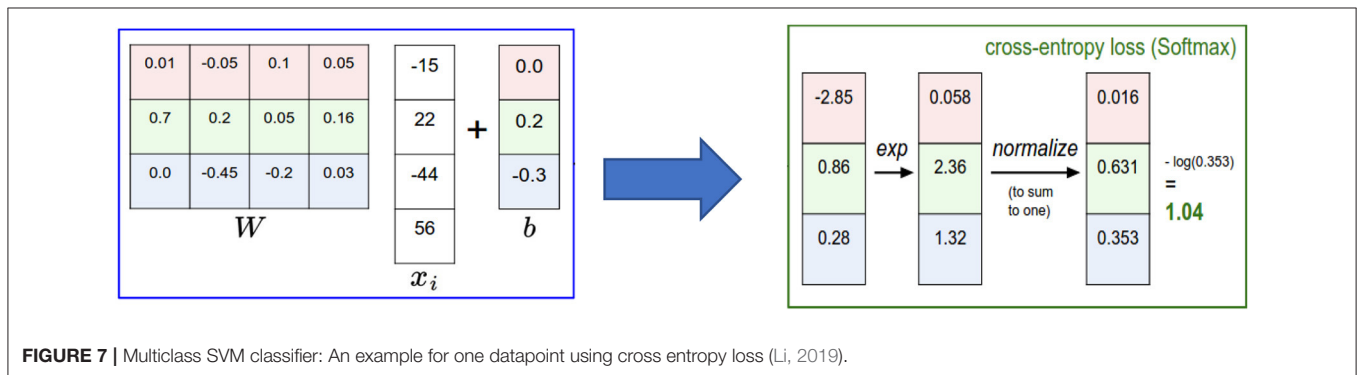 0.01 -0.05 0.1 0.05
0.7 0.2 0.05 0.16
0.0 -0.45 -0.2 0.03
W
-15
22
-44
56
x_i
+
0.0
0.2
-0.3
b
cross-entropy loss (Softmax)
-2.85
0.86
0.28
exp
0.058
2.36
1.32
normalize
(to sum
to one)
0.016
0.631
0.353
- log(0.353)
=
1.04
FIGURE 7 | Multiclass SVM classifier: An example for one datapoint using cross entropy loss (Li, 2019).